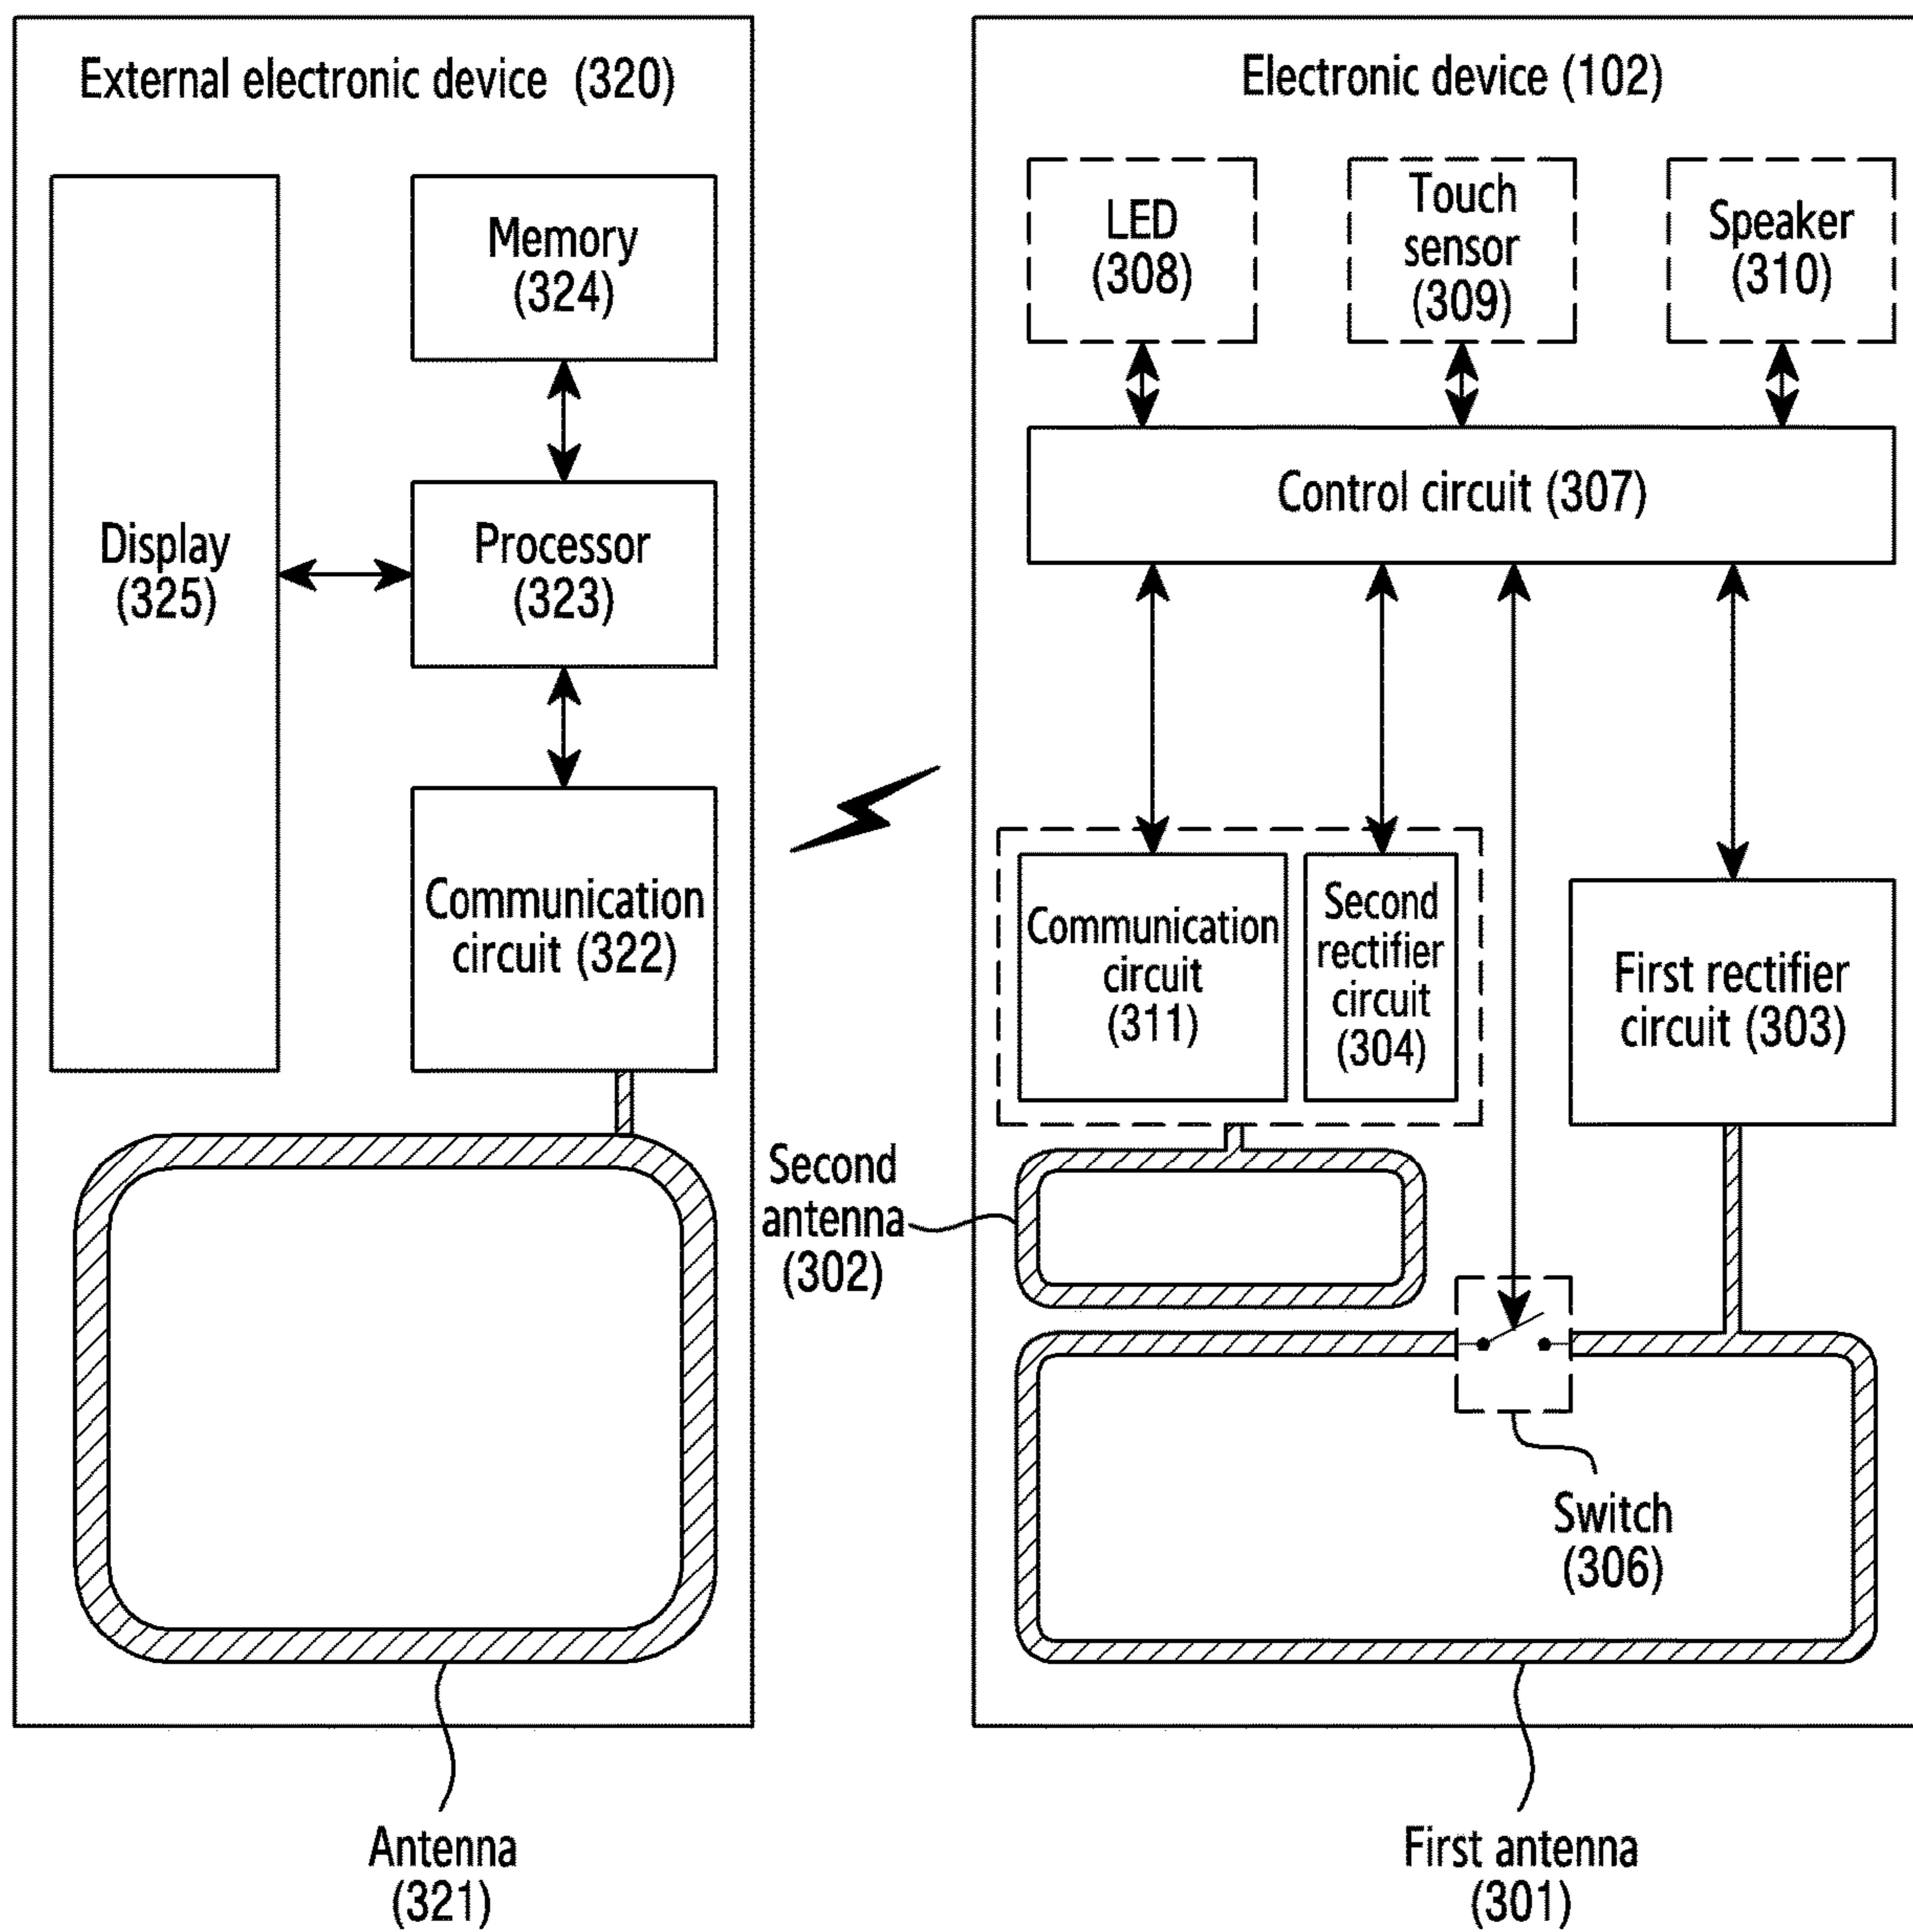 External electronic device (320)
Memory
(324)
Display
(325)
Processor
(323)
Communication
circuit (322)
Antenna
(321)
Electronic device (102)
LED
(308)
Touch
sensor
(309)
Speaker
(310)
Control circuit (307)
Communication
circuit
(311)
Second
rectifier
circuit
(304)
First rectifier
circuit (303)
Second
antenna
(302)
Switch
(306)
First antenna
(301)